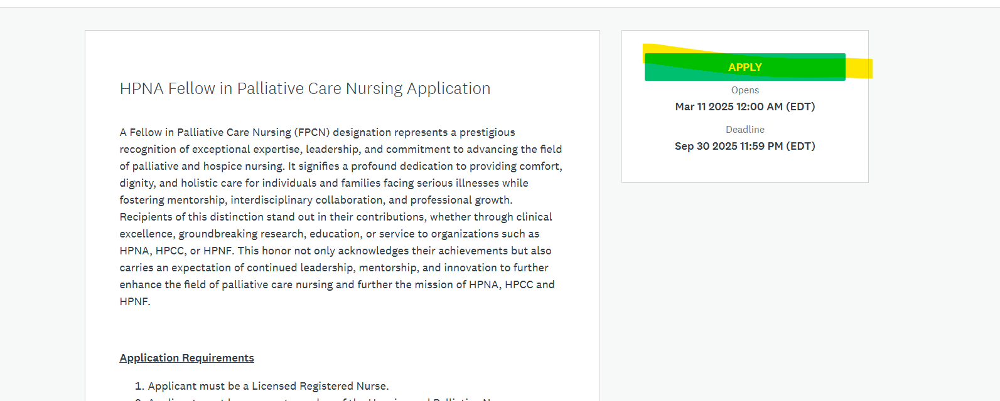 HPNA Fellow in Palliative Care Nursing Application
A Fellow in Palliative Care Nursing (FPCN) designation represents a prestigious
recognition of exceptional expertise, leadership, and commitment to advancing the field
of palliative and hospice nursing. It signifies a profound dedication to providing comfort,
dignity, and holistic care for individuals and families facing serious illnesses while
fostering mentorship, interdisciplinary collaboration, and professional growth.
Recipients of this distinction stand out in their contributions, whether through clinical
excellence, groundbreaking research, education, or service to organizations such as
HPNA, HPCC, or HPNF. This honor not only acknowledges their achievements but also
carries an expectation of continued leadership, mentorship, and innovation to further
enhance the field of palliative care nursing and further the mission of HPNA, HPCC and
HPNF.
Application Requirements
1. Applicant must be a Licensed Registered Nurse.
APPLY
Opens
Mar 11 2025 12:00 AM (EDT)
Deadline
Sep 30 2025 11:59 PM (EDT)